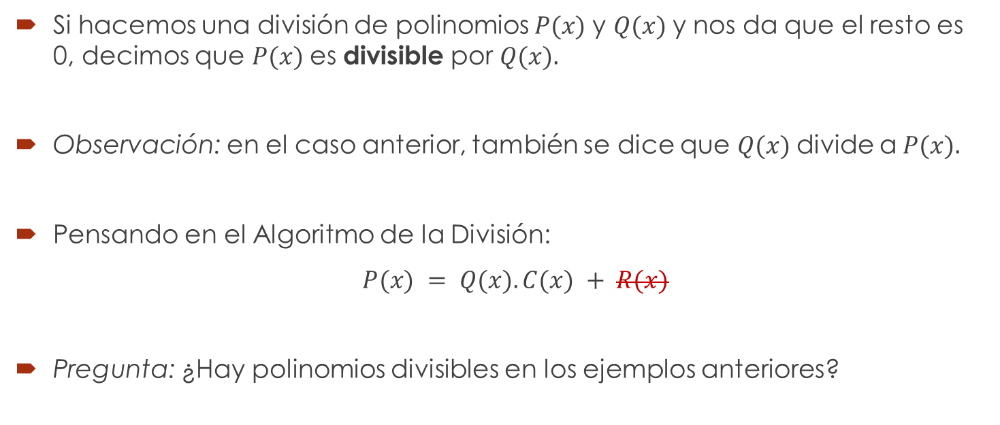 Si hacemos una división de polinomios P(x) y Q(x) y nos da que el resto es
0, decimos que P(x) es divisible por Q(x).
Observación: en el caso anterior, también se dice que Q(x) divide a P(x).
Pensando en el Algoritmo de la División:
P(x) = Q(x).C(x) + R(x)
Pregunta: ¿Hay polinomios divisibles en los ejemplos anteriores?